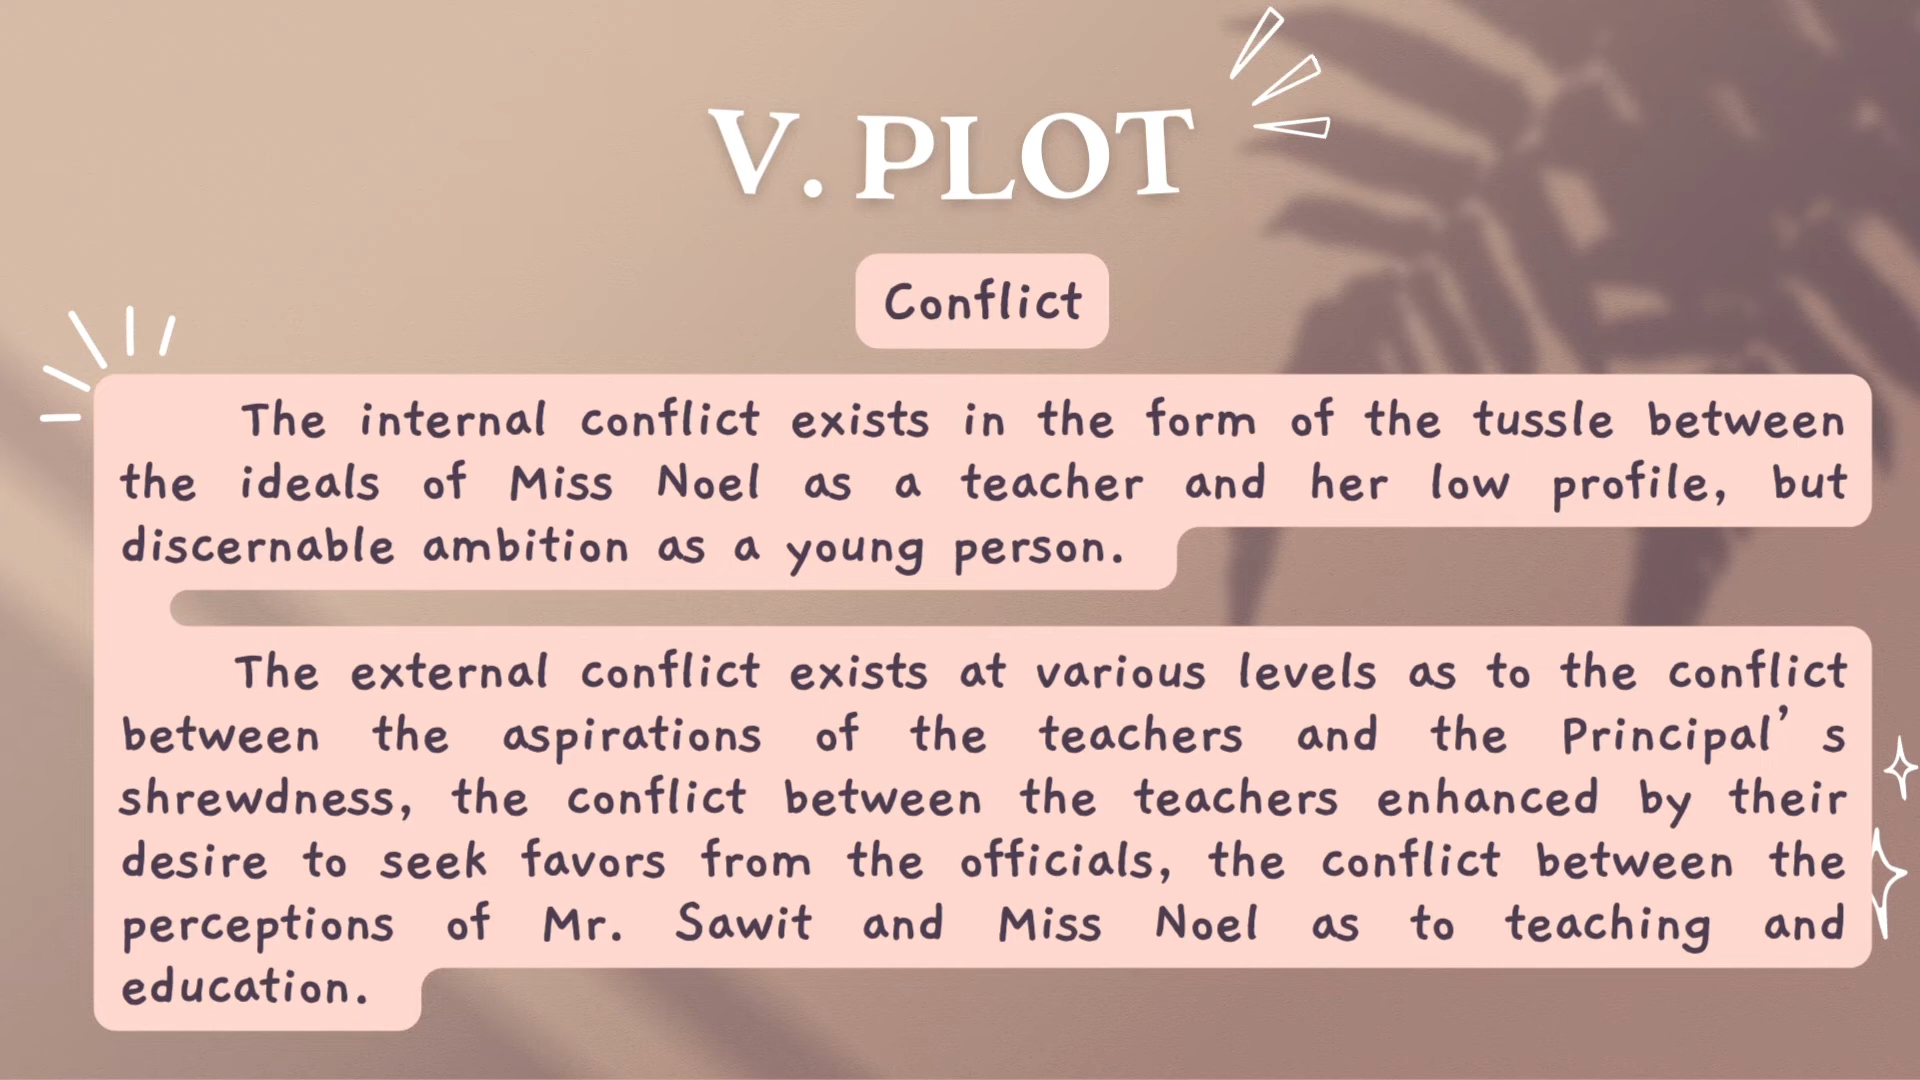 V. PLOT
Conflict
The internal conflict exists in the form of the tussle between
the ideals of Miss Noel as a teacher and her low profile, but
discernable ambition as a young person.
The external conflict exists at various levels as to the conflict
between the aspirations of the teachers and the Principal’ s
shrewdness, the conflict between the teachers enhanced by their
desire to seek favors from the officials, the conflict between the
perceptions of Mr. Sawit and Miss Noel as to teaching and
education.